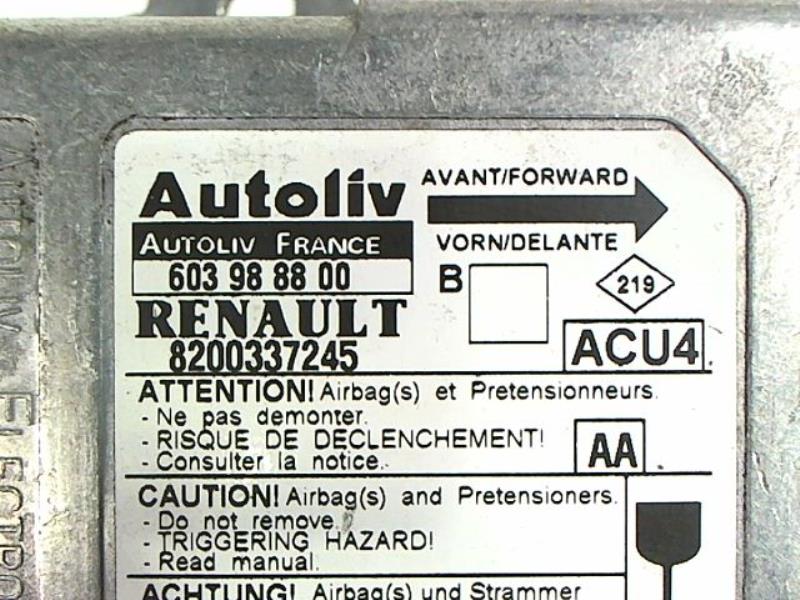 Autoliv
AVANT/FORWARD
AUTOLIV FRANCE
VORN/DELANTE
603 98 88 00
B
219
RENAULT
8200337245
ACU4
ATTENTION! Airbag(s) et Pretensionneurs.
- Ne pas demonter.
- RISQUE DE DECLENCHEMENT!
- Consulter la notice.
AA
CAUTION! Airbag(s) and Pretensioners.
- Do not remove.
- TRIGGERING HAZARD!
- Read manual.
ACHTUNG! Airbag(s) und Strammer
AUTOLIV - ELECTRO